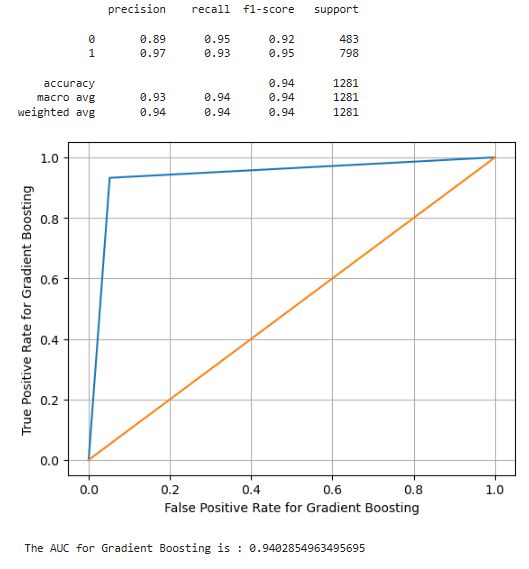 precision recall f1-score support
0 0.89 0.95 0.92 483
1 0.97 0.93 0.95 798
accuracy 0.94 1281
macro avg 0.93 0.94 0.94 1281
weighted avg 0.94 0.94 0.94 1281
1.0
0.8
0.6
0.4
0.2
0.0
True Positive Rate for Gradient Boosting
0.0 0.2 0.4 0.6 0.8 1.0
False Positive Rate for Gradient Boosting
The AUC for Gradient Boosting is : 0.9402854963495695